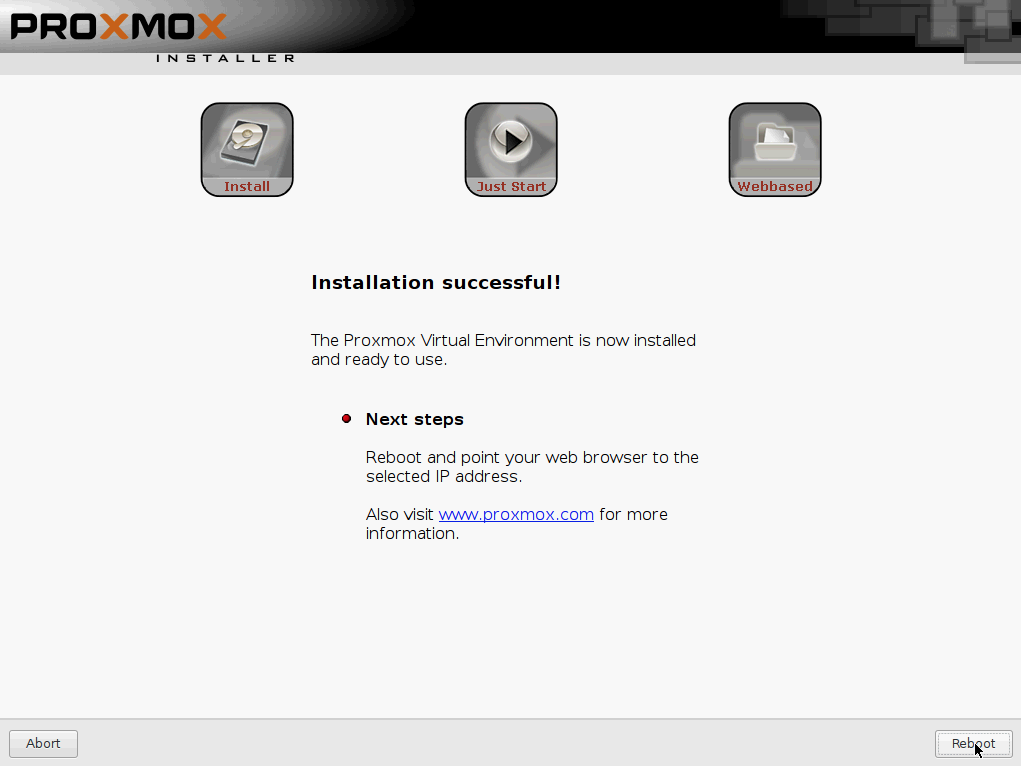 PROXMOX
INSTALLER
Install
Just Start
Webbased
Installation successful!
The Proxmox Virtual Environment is now installed
and ready to use.
Next steps
Reboot and point your web browser to the
selected IP address.
Also visit www.proxmox.com for more
information.
Abort
Reboot